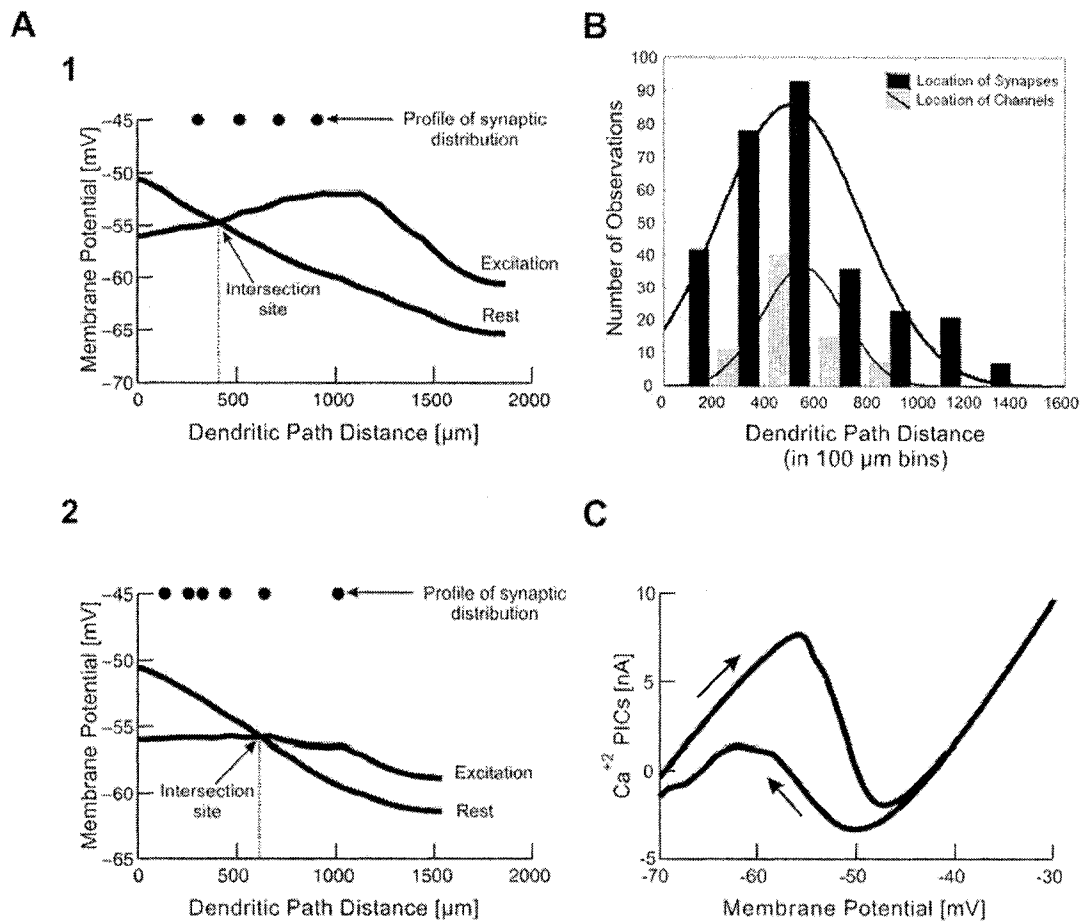 A
1
Membrane Potential [mV]
-45
-50
-55
-60
-65
-70
Profile of synaptic
distribution
Intersection
site
Excitation
Rest
0
500
1000
1500
2000
Dendritic Path Distance [µm]
B
Number of Observations
100
90
80
70
60
50
40
30
20
10
0
Location of Synapses
Location of Channels
0
200
400
600
800
1000
1200
1400
1600
Dendritic Path Distance
(in 100 µm bins)
2
Membrane Potential [mV]
-45
-50
-55
-60
-65
Profile of synaptic
distribution
Intersection
site
Excitation
Rest
0
500
1000
1500
2000
Dendritic Path Distance [µm]
C
Ca+2 PICs [nA]
10
5
0
-5
-70
-60
-50
-40
-30
Membrane Potential [mV]